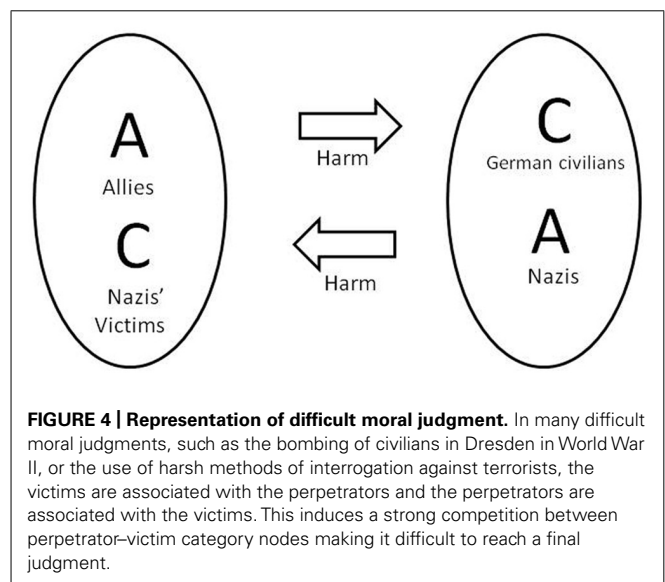 A
Allies
C
Nazis’
Victims
Harm
Harm
C
German civilians
A
Nazis
FIGURE 4 | Representation of difficult moral judgment. In many difficult
moral judgments, such as the bombing of civilians in Dresden in World War
II, or the use of harsh methods of interrogation against terrorists, the
victims are associated with the perpetrators and the perpetrators are
associated with the victims. This induces a strong competition between
perpetrator–victim category nodes making it difficult to reach a final
judgment.